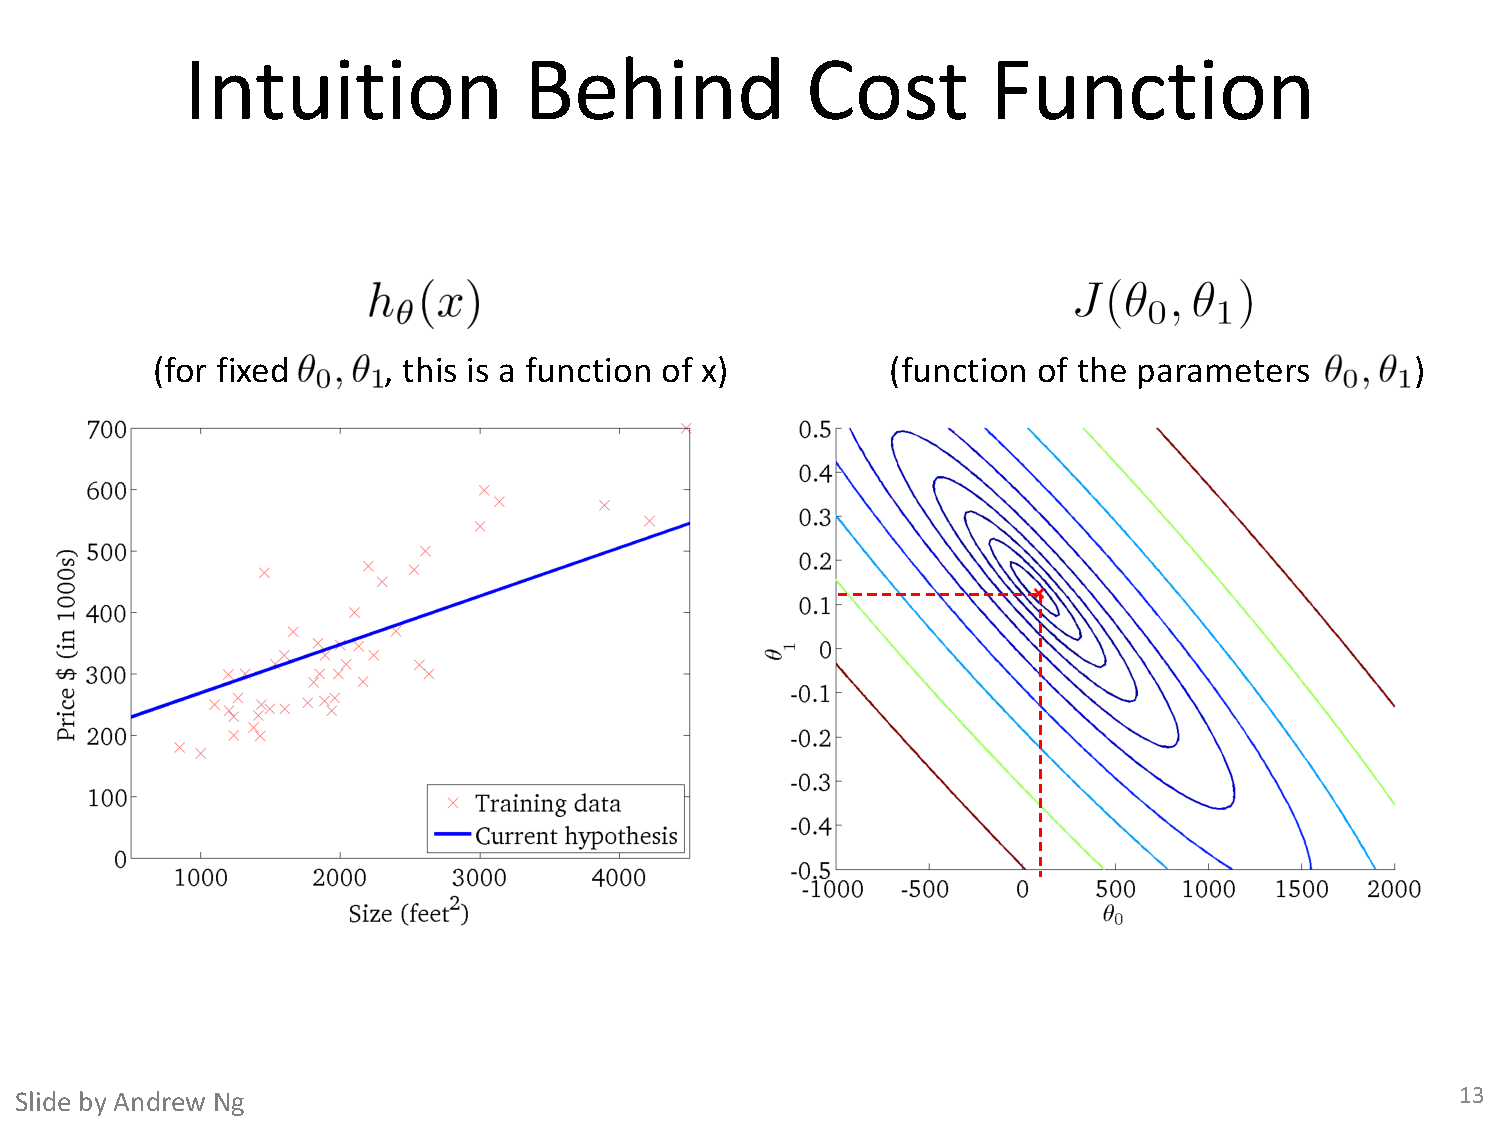 Intuition Behind Cost Function
hθ(x)
(for fixed θ0, θ1, this is a function of x)
700
600
500
400
300
200
100
0
1000 2000 3000 4000
Price $ (in 1000s)
Size (feet2)
Training data
Current hypothesis
J(θ0, θ1)
(function of the parameters θ0, θ1)
0.5
0.4
0.3
0.2
0.1
0
-0.1
-0.2
-0.3
-0.4
-0.5
-1000 -500 0 500 1000 1500 2000
θ1
θ0
Slide by Andrew Ng
13